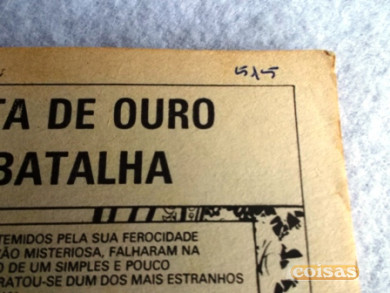 5x5
TA DE OURO
BATALHA
TEMIDOS PELA SUA FEROCIDADE
ZÃO MISTERIOSA, FALHARAM NA
O DE UM SIMPLES E POUCO
RATOU-SE DUM DOS MAIS ESTRANHOS
coisas